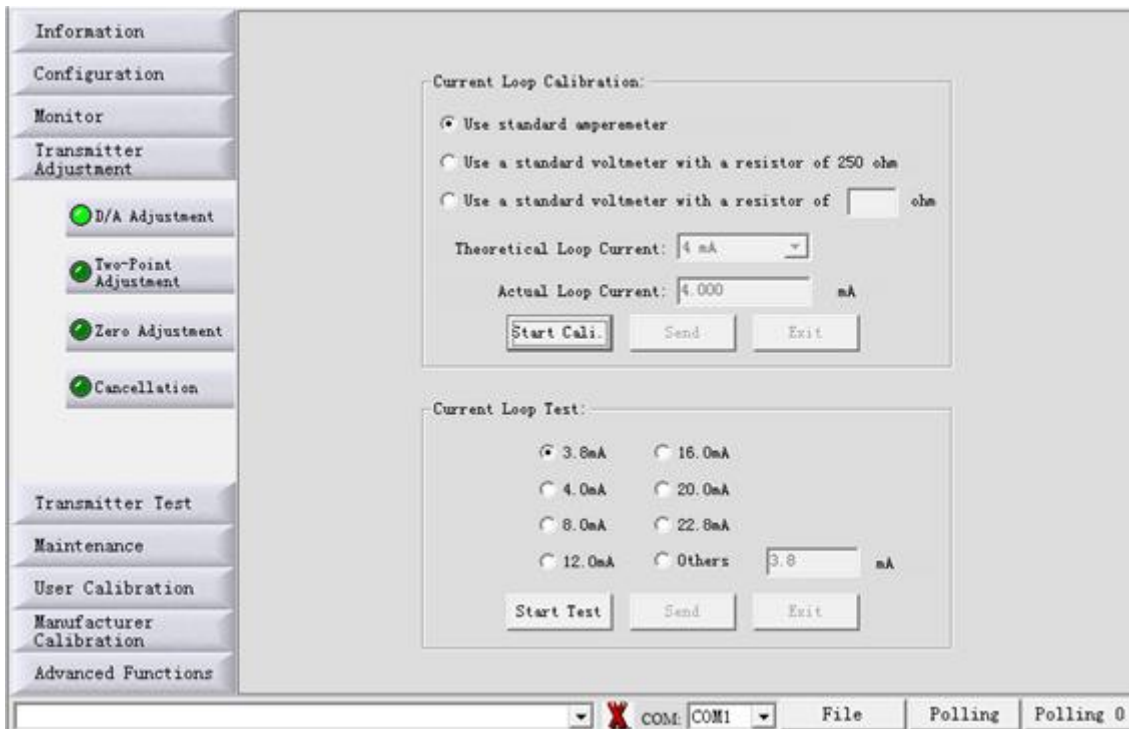 Information
Configuration
Monitor
Transmitter
Adjustment
D/A Adjustment
Two-Point
Adjustment
Zero Adjustment
Cancellation
Transmitter Test
Maintenance
User Calibration
Manufacturer
Calibration
Advanced Functions
Current Loop Calibration:
Use standard amperemeter
Use a standard voltmeter with a resistor of 250 ohm
Use a standard voltmeter with a resistor of ohm
Theoretical Loop Current: 4 mA
Actual Loop Current: 4.000 mA
Start Cali. Send Exit
Current Loop Test:
3.8mA 16.0mA
4.0mA 20.0mA
8.0mA 22.8mA
12.0mA Others 3.8 mA
Start Test Send Exit
COM: COM1 File Polling Polling 0